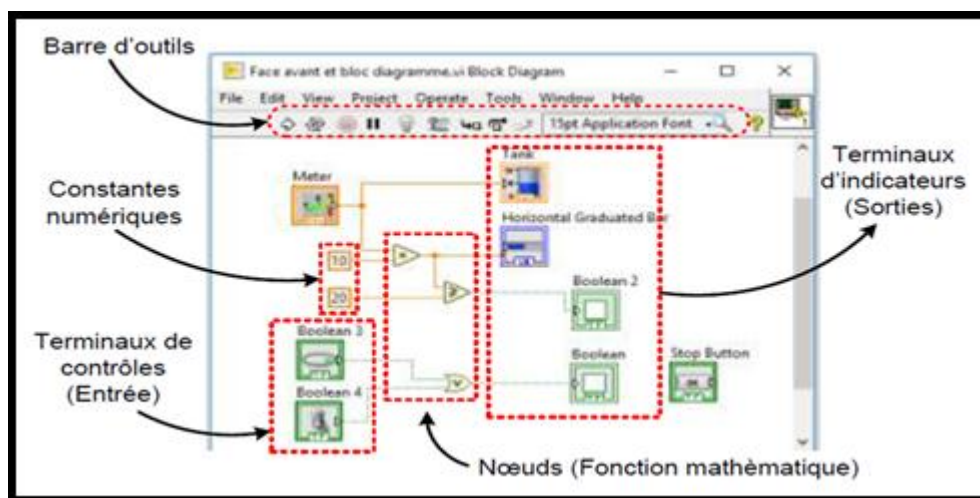 Barre d'outils
Face avant et bloc diagramme.vi Block Diagram
File Edit View Project Operate Tools Window Help
15pt Application Font
Constantes
numériques
Meter
Tank
Terminaux
d'indicateurs
(Sorties)
Horizontal Graduated Bar
10
20
Boolean 2
Terminaux de
contrôles
(Entrée)
Boolean 3
Boolean
Stop Button
Boolean 4
Nœuds (Fonction mathèmatique)